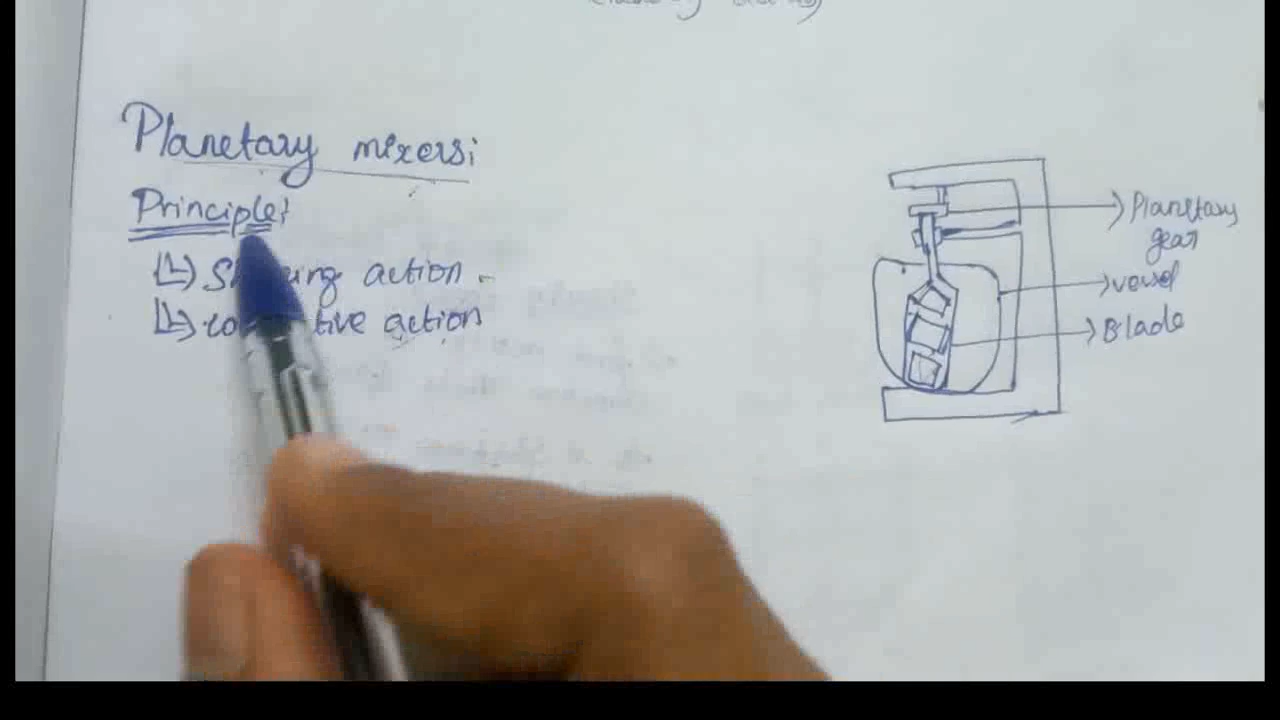 Planetary mixers:
Principle:
action
action
Planetary
gear
vessel
Blade